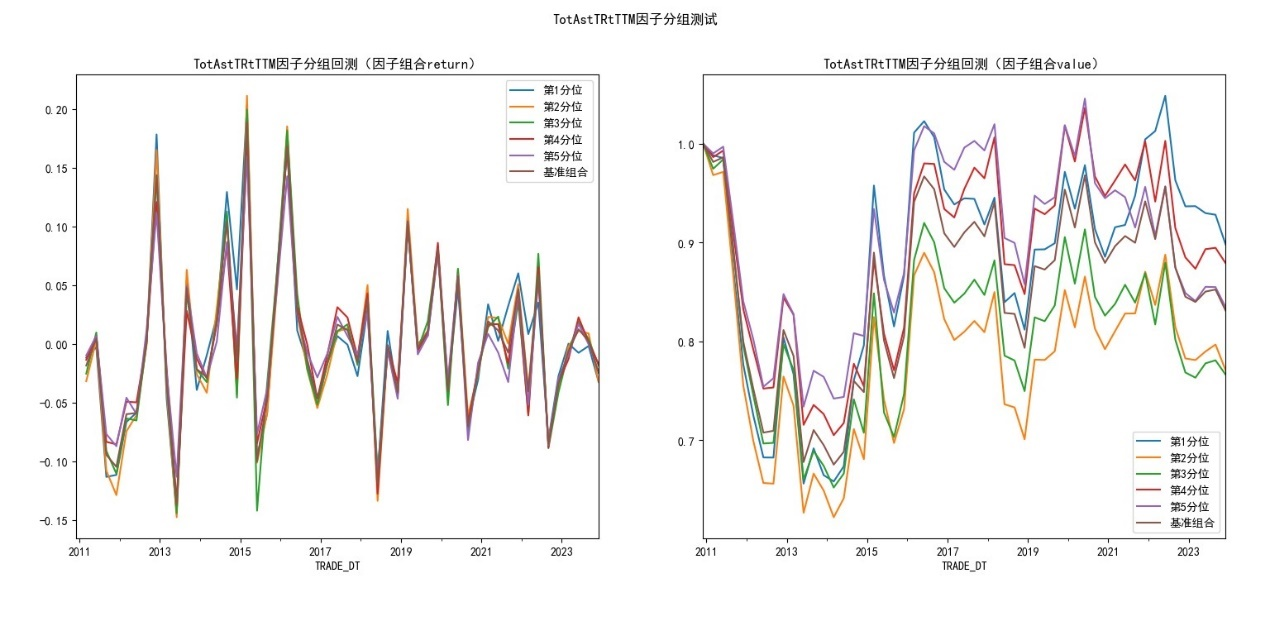 TotAstTRtTTM因子分组测试
TotAstTRtTTM因子分组回测（因子组合return）
0.20
0.15
0.10
0.05
0.00
−0.05
−0.10
−0.15
2011
2013
2015
2017
2019
2021
2023
TRADE_DT
第1分位
第2分位
第3分位
第4分位
第5分位
基准组合
TotAstTRtTTM因子分组回测（因子组合value）
1.0
0.9
0.8
0.7
2011
2013
2015
2017
2019
2021
2023
TRADE_DT
第1分位
第2分位
第3分位
第4分位
第5分位
基准组合